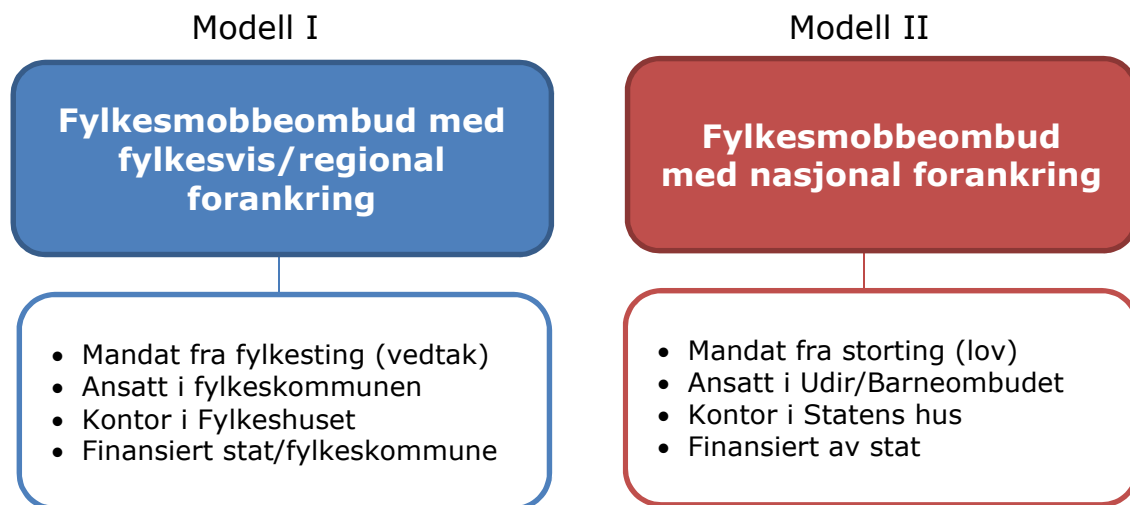 Modell I
Fylkesmobbeombud med
fylkesvis/regional
forankring
• Mandat fra fylkesting (vedtak)
• Ansatt i fylkeskommunen
• Kontor i Fylkeshuset
• Finansiert stat/fylkeskommune
Modell II
Fylkesmobbeombud
med nasjonal forankring
• Mandat fra storting (lov)
• Ansatt i Udir/Barneombudet
• Kontor i Statens hus
• Finansiert av stat